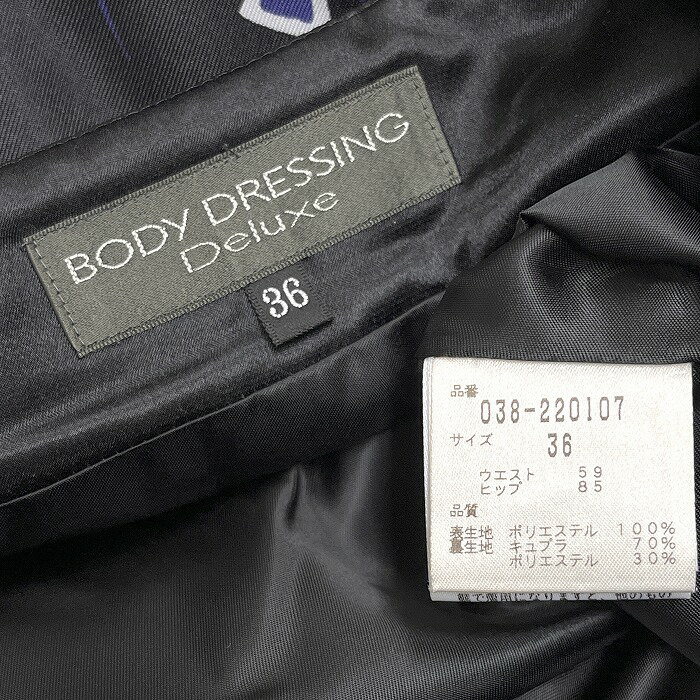 BODY DRESSING
Deluxe
36
品番
038-220107
サイズ
36
ウエスト 59
ヒップ 85
品質
表生地 ポリエステル 100%
裏生地 キュプラ 70%
ポリエステル 30%